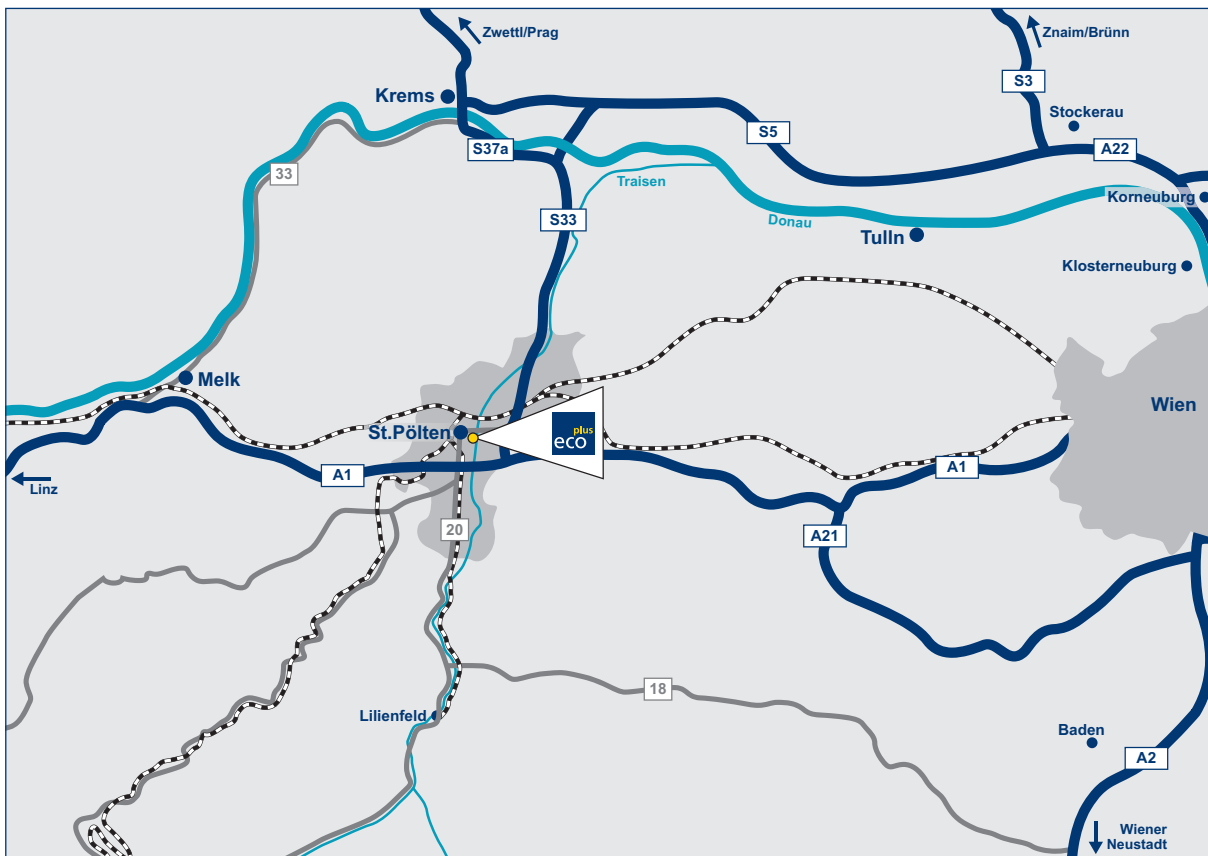 Zwettl/Prag
Znaim/Brünn
S3
Krems
Stockerau
S5
S37a
A22
33
Traisen
Korneuburg
S33
Donau
Tulln
Klosterneuburg
Melk
Wien
St.Pölten
plus
eco
A1
A1
Linz
20
A21
18
Lilienfeld
Baden
A2
Wiener
Neustadt